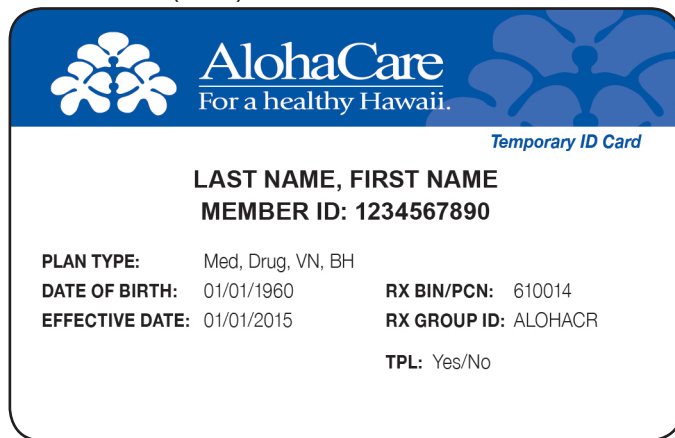 AlohaCare
For a healthy Hawaii.
Temporary ID Card
LAST NAME, FIRST NAME
MEMBER ID: 1234567890
PLAN TYPE: Med, Drug, VN, BH
DATE OF BIRTH: 01/01/1960 RX BIN/PCN: 610014
EFFECTIVE DATE: 01/01/2015 RX GROUP ID: ALOHACR
TPL: Yes/No